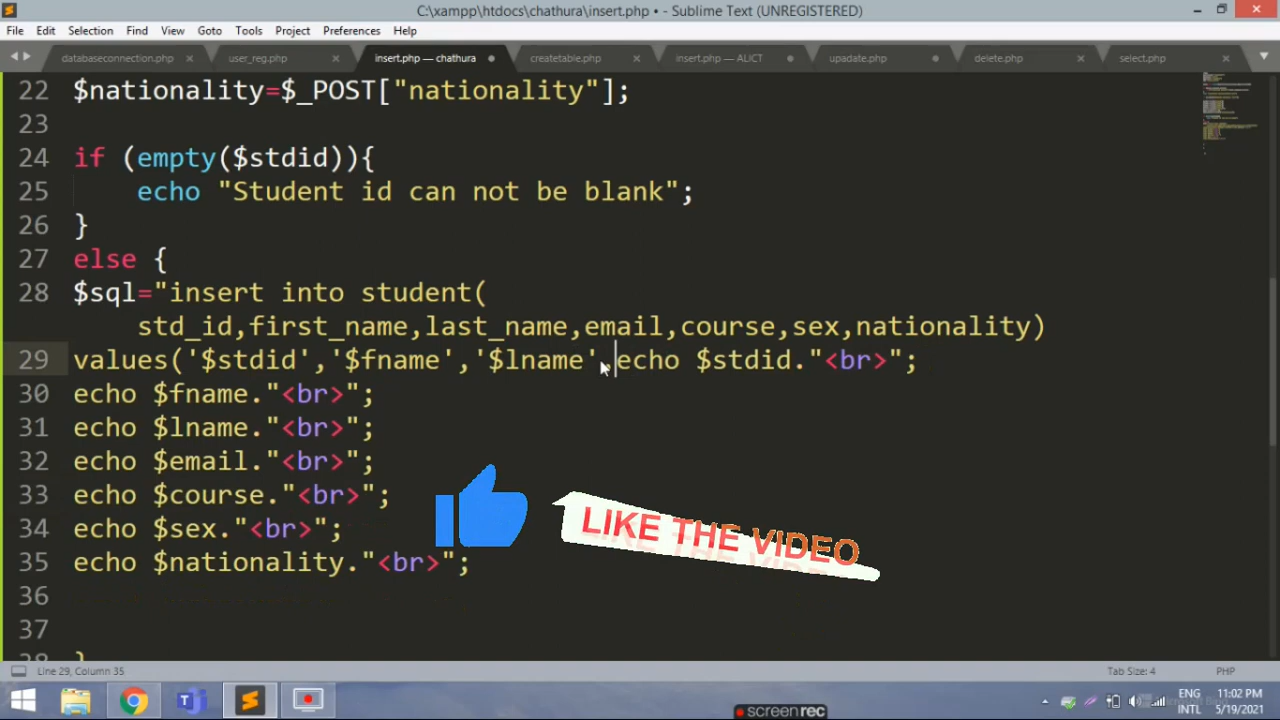 C:\xampp\htdocs\chathura\insert.php • - Sublime Text (UNREGISTERED)
File Edit Selection Find View Goto Tools Project Preferences Help
databaseconnection.php user_reg.php insert.php — chathura createtable.php insert.php — ALICT upadate.php delete.php select.php
22 $nationality=$_POST["nationality"];
23
24 if (empty($stdid)){
25 echo "Student id can not be blank";
26 }
27 else {
28 $sql="insert into student(
std_id,first_name,last_name,email,course,sex,nationality)
29 values('$stdid','$fname','$lname',echo $stdid."<br>";
30 echo $fname."<br>";
31 echo $lname."<br>";
32 echo $email."<br>";
33 echo $course."<br>";
34 echo $sex."<br>";
35 echo $nationality."<br>";
LIKE THE VIDEO
36
37
38 }
Line 29, Column 35 Tab Size: 4 PHP
ENG 11:02 PM
INTL 5/19/2021
screenrec